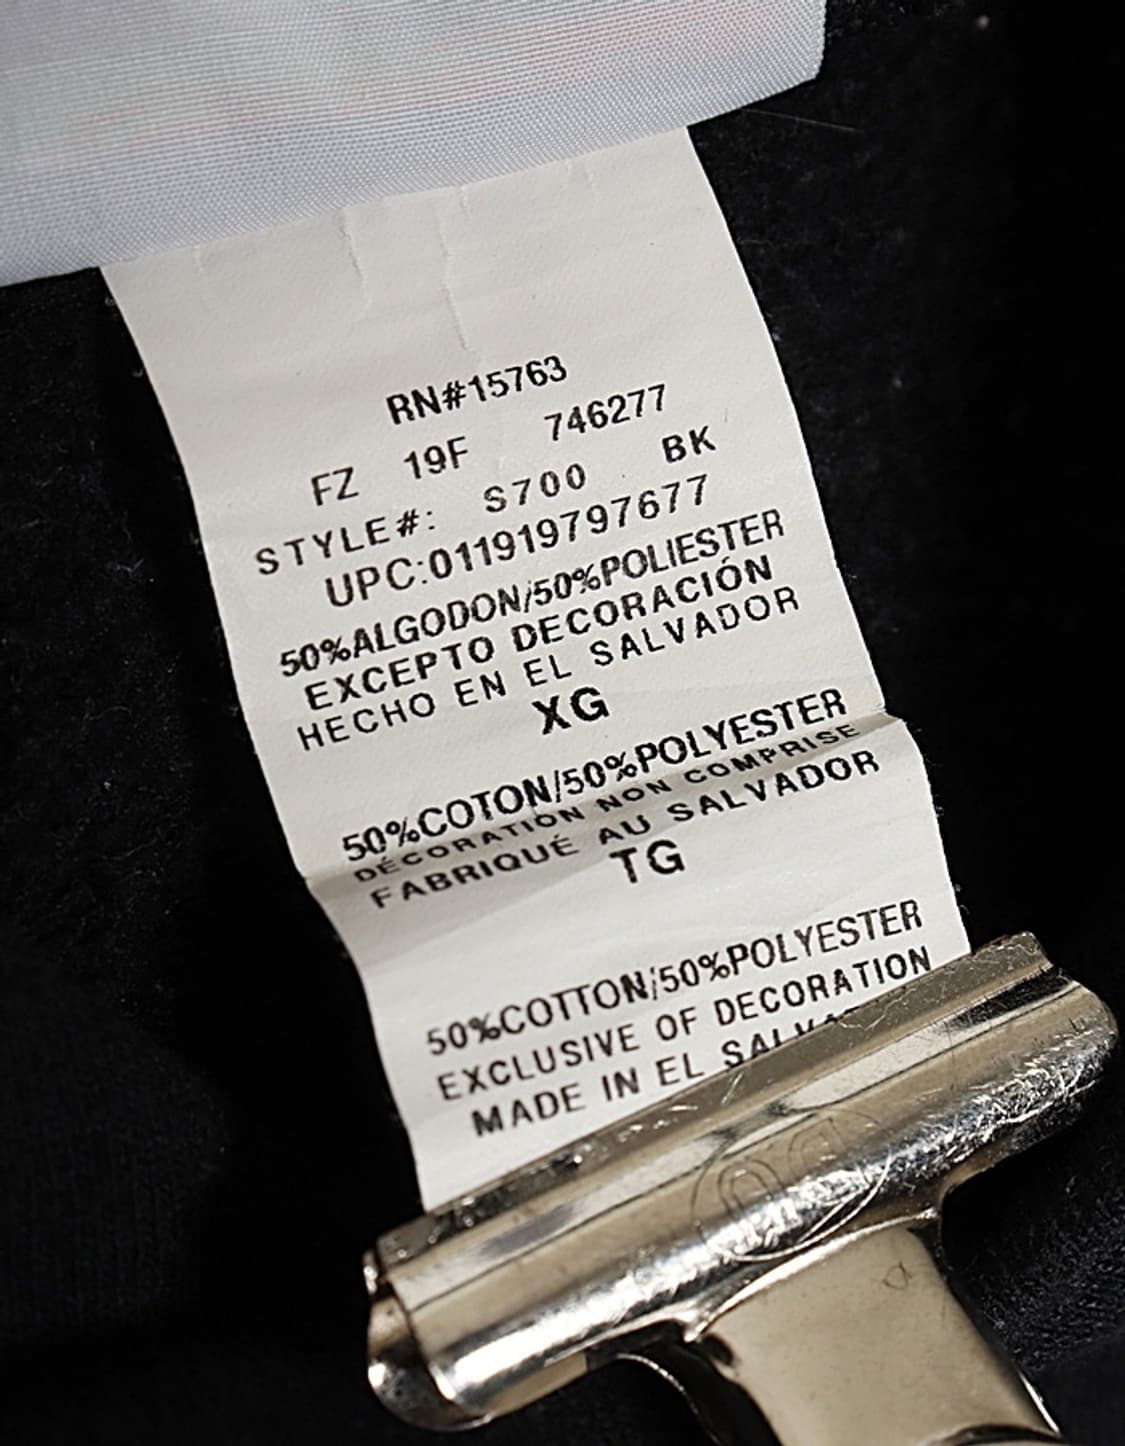 RN#15763
FZ 19F 746277
STYLE#: S700 BK
UPC:011919797677
50%ALGODON/50%POLIESTER
EXCEPTO DECORACIÓN
HECHO EN EL SALVADOR
XG
50%COTON/50%POLYESTER
DÉCORATION NON COMPRISE
FABRIQUÉ AU SALVADOR
TG
50%COTTON/50%POLYESTER
EXCLUSIVE OF DECORATION
MADE IN EL